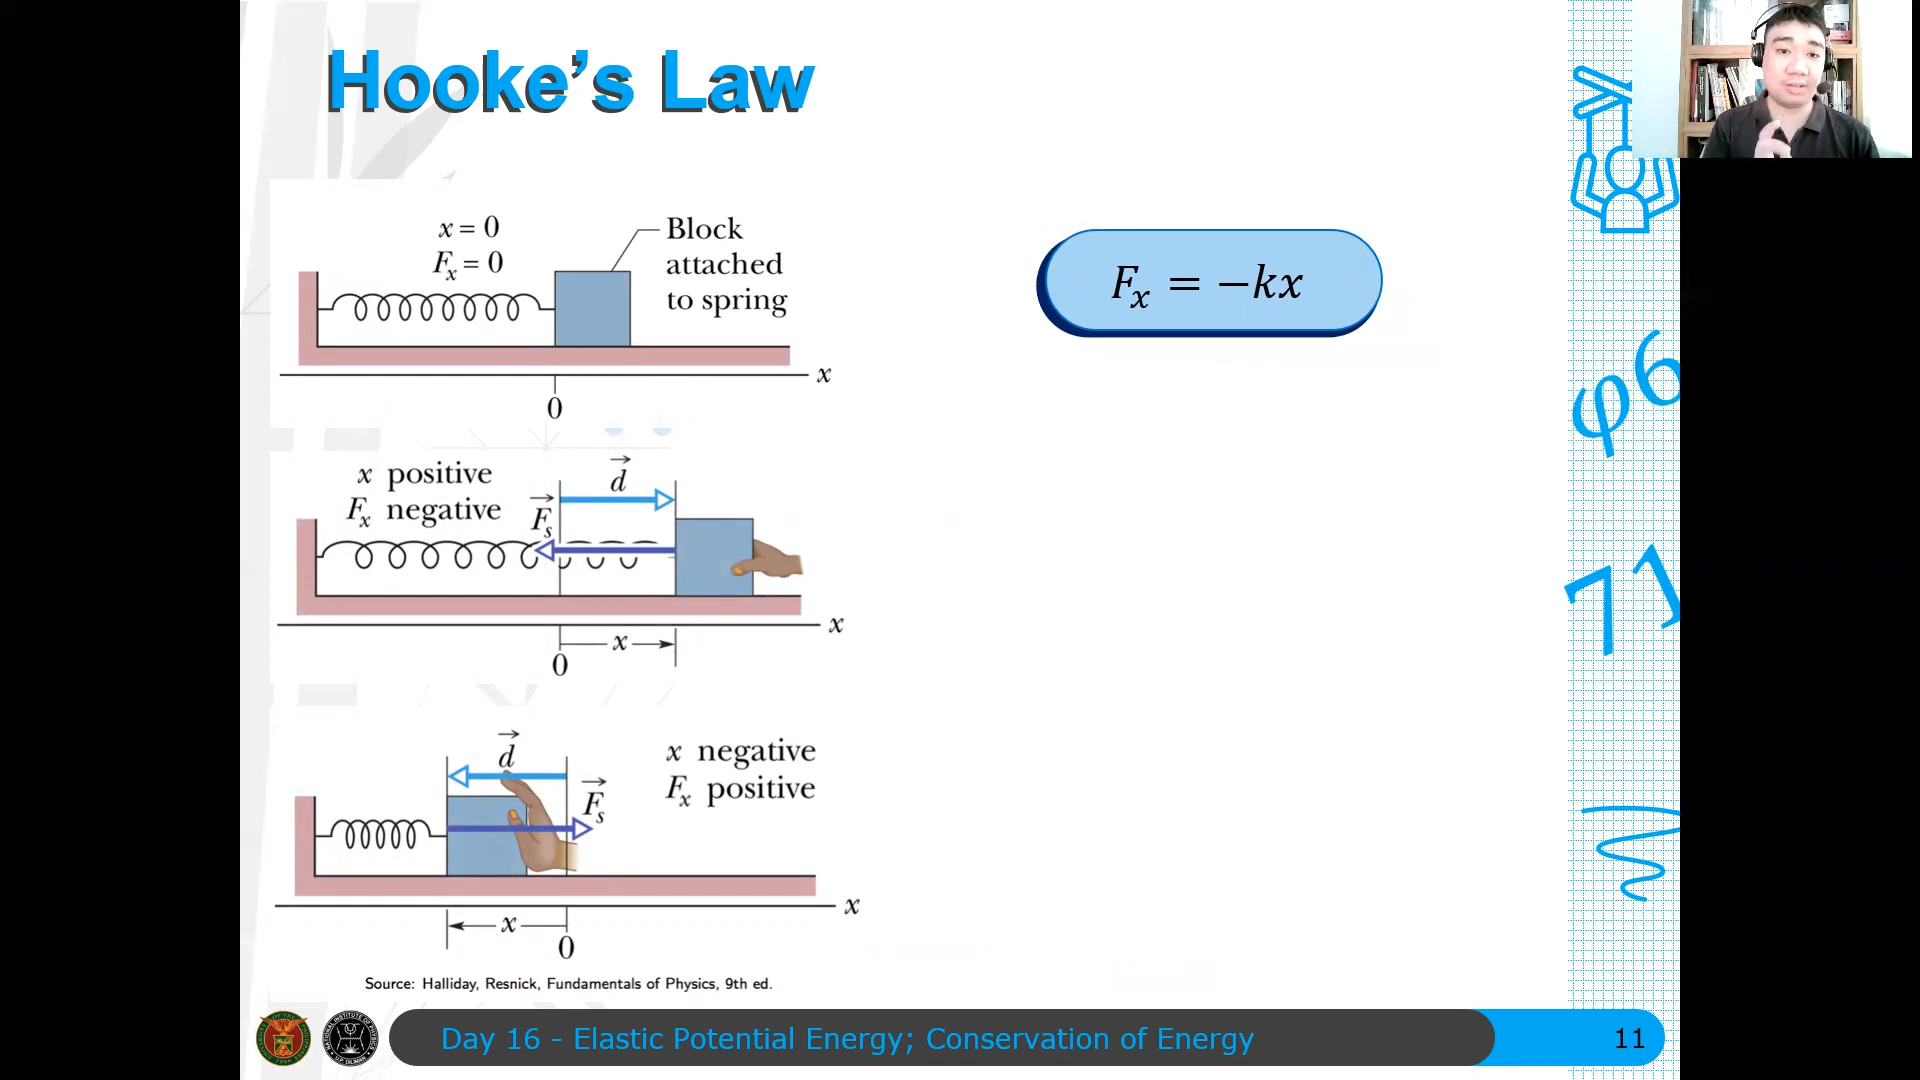 Hooke’s Law
x = 0
Fₓ = 0
Block
attached
to spring
x
0
Fₓ = −kx
x positive
Fₓ negative
d
Fₛ
x
x
0
d
Fₛ
x negative
Fₓ positive
x
x
0
Source: Halliday, Resnick, Fundamentals of Physics, 9th ed.
Day 16 - Elastic Potential Energy; Conservation of Energy
11
φ6
71